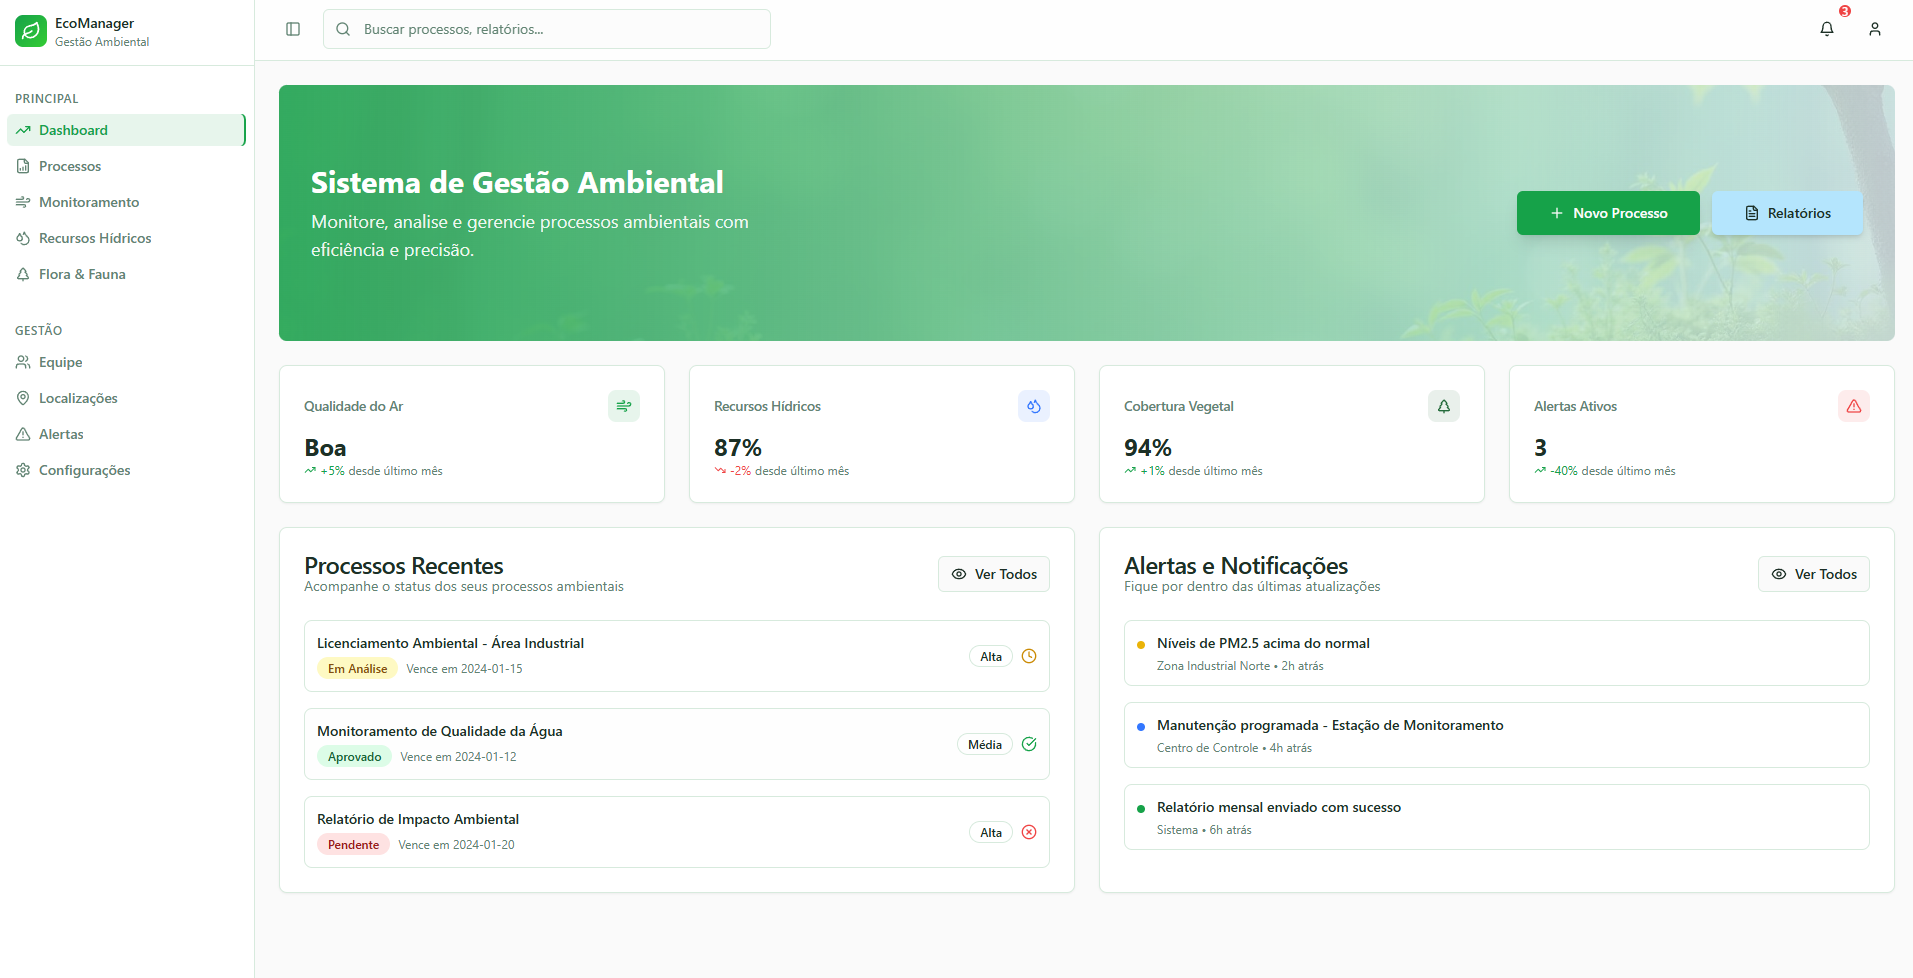 EcoManager
Gestão Ambiental
PRINCIPAL
Dashboard
Processos
Monitoramento
Recursos Hídricos
Flora & Fauna
GESTÃO
Equipe
Localizações
Alertas
Configurações
Buscar processos, relatórios...
3
Sistema de Gestão Ambiental
Monitore, analise e gerencie processos ambientais com
eficiência e precisão.
Novo Processo
Relatórios
Qualidade do Ar
Boa
+5% desde último mês
Recursos Hídricos
87%
-2% desde último mês
Cobertura Vegetal
94%
+1% desde último mês
Alertas Ativos
3
-40% desde último mês
Processos Recentes
Acompanhe o status dos seus processos ambientais
Ver Todos
Licenciamento Ambiental - Área Industrial
Em Análise Vence em 2024-01-15
Alta
Monitoramento de Qualidade da Água
Aprovado Vence em 2024-01-12
Média
Relatório de Impacto Ambiental
Pendente Vence em 2024-01-20
Alta
Alertas e Notificações
Fique por dentro das últimas atualizações
Ver Todos
Níveis de PM2.5 acima do normal
Zona Industrial Norte • 2h atrás
Manutenção programada - Estação de Monitoramento
Centro de Controle • 4h atrás
Relatório mensal enviado com sucesso
Sistema • 6h atrás